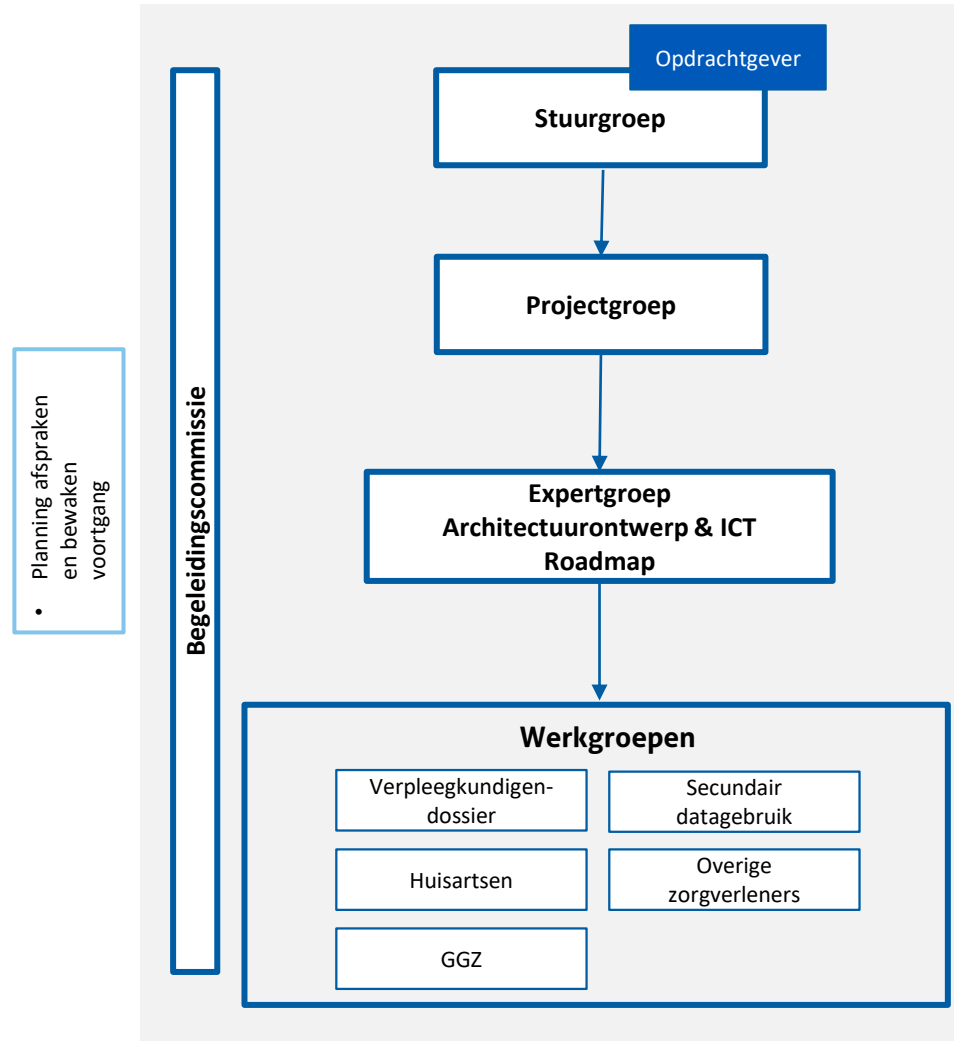 Opdrachtgever
Stuurgroep
Projectgroep
Expertgroep
Architectuurontwerp & ICT
Roadmap
Werkgroepen
Verpleegkundigen-
dossier
Secundair
datagebruik
Huisartsen
Overige
zorgverleners
GGZ
Begeleidingscommissie
• Planning afspraken
en bewaken
voortgang